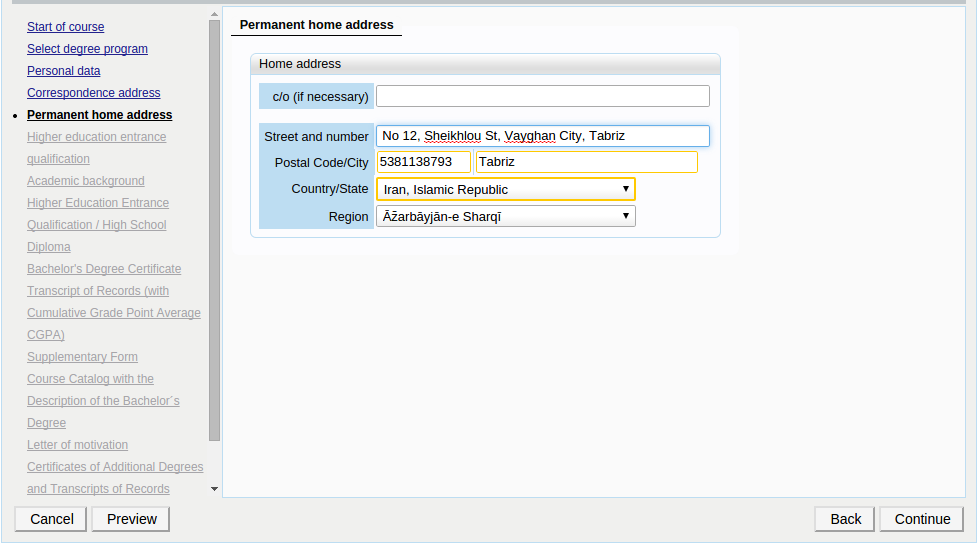 Start of course
Select degree program
Personal data
Correspondence address
Permanent home address
Higher education entrance
qualification
Academic background
Higher Education Entrance
Qualification / High School
Diploma
Bachelor's Degree Certificate
Transcript of Records (with
Cumulative Grade Point Average
CGPA)
Supplementary Form
Course Catalog with the
Description of the Bachelor´s
Degree
Letter of motivation
Certificates of Additional Degrees
and Transcripts of Records
Permanent home address
Home address
c/o (if necessary)
Street and number No 12, Sheikhlou St, Vayghan City, Tabriz
Postal Code/City 5381138793 Tabriz
Country/State Iran, Islamic Republic
Region Āžarbāyjān-e Sharqī
Cancel Preview Back Continue